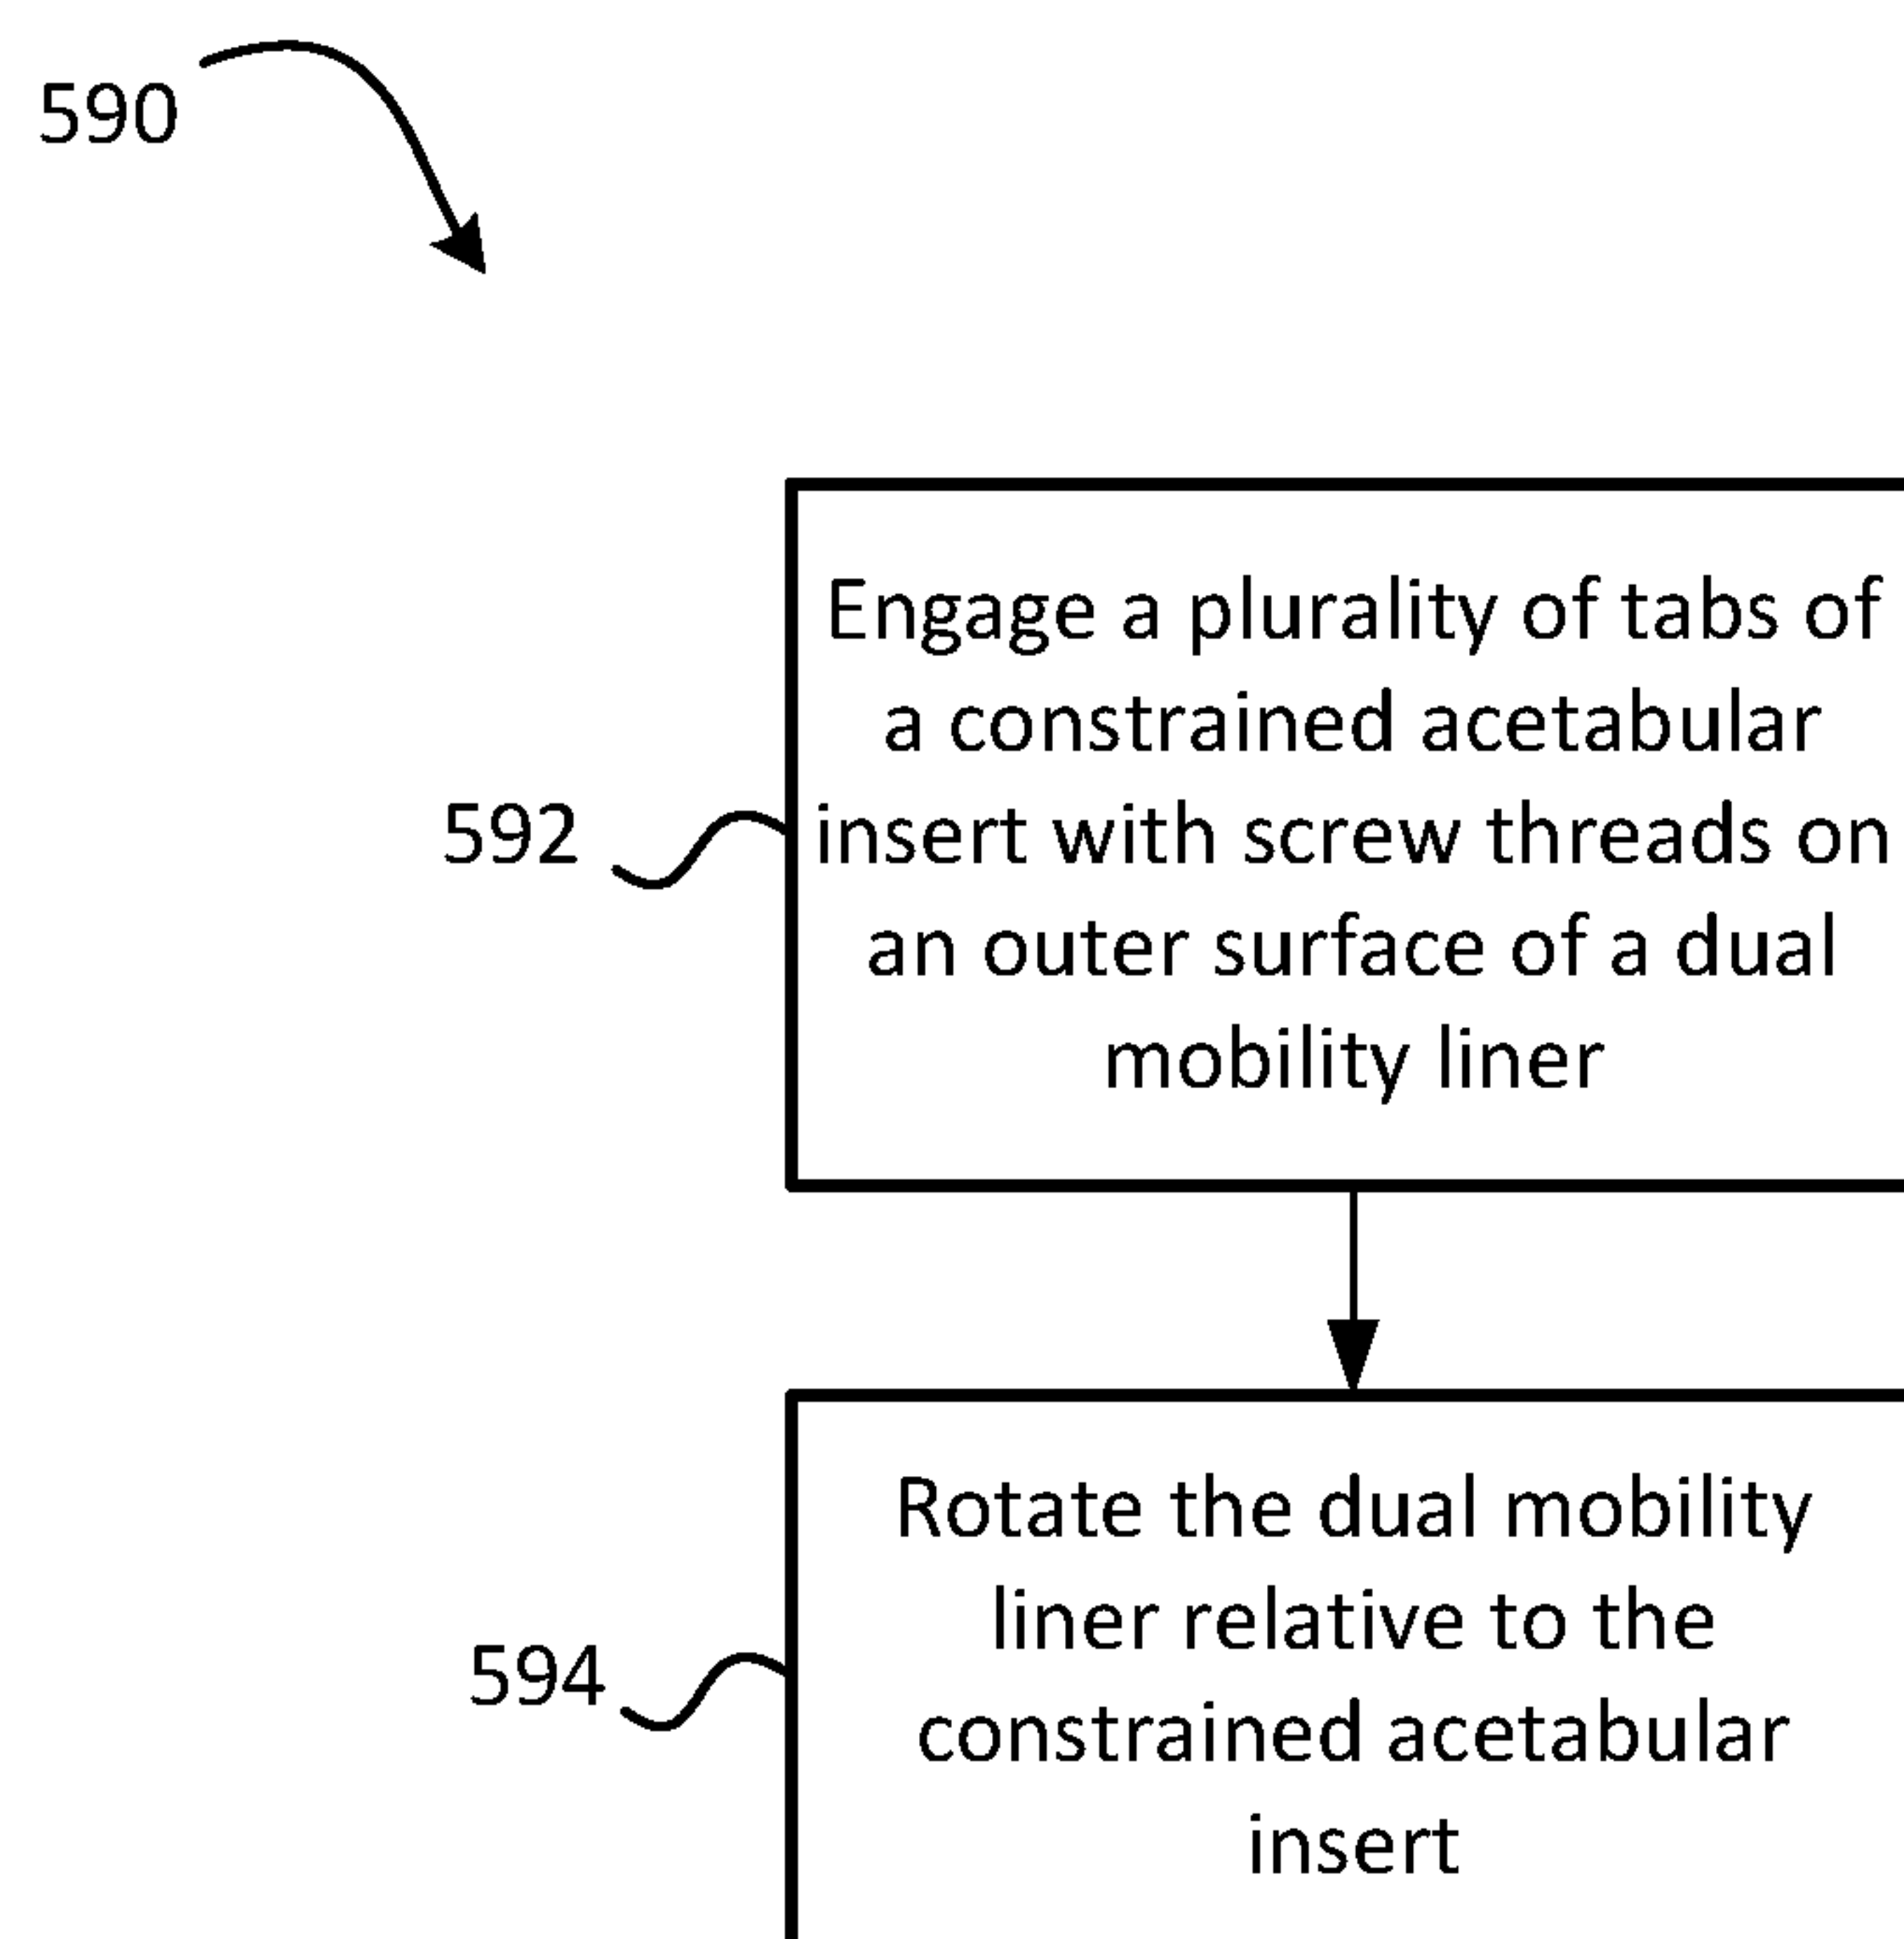 590
Engage a plurality of tabs of
a constrained acetabular
592
insert with screw threads on
an outer surface of a dual
mobility liner
Rotate the dual mobility
liner relative to the
594
constrained acetabular
insert